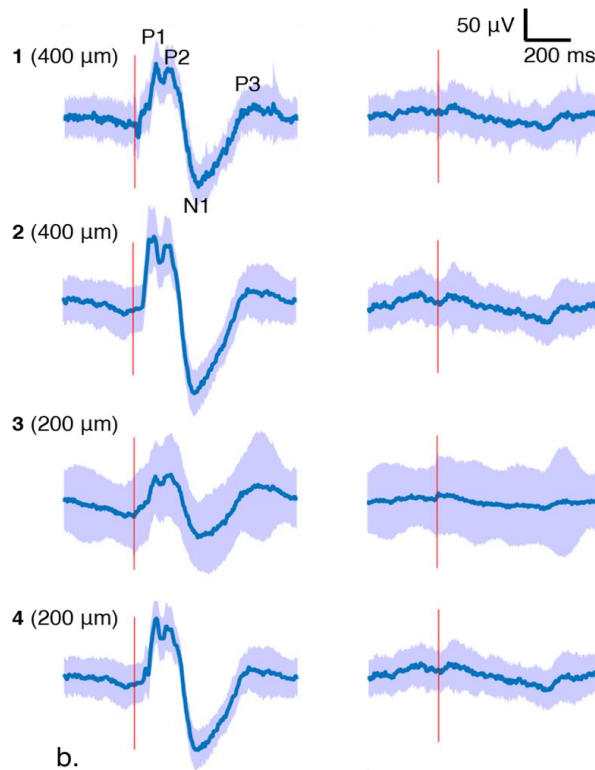 50 µV
200 ms
P1
1 (400 µm)
P2
P3
N1
2 (400 µm)
3 (200 µm)
4 (200 µm)
b.